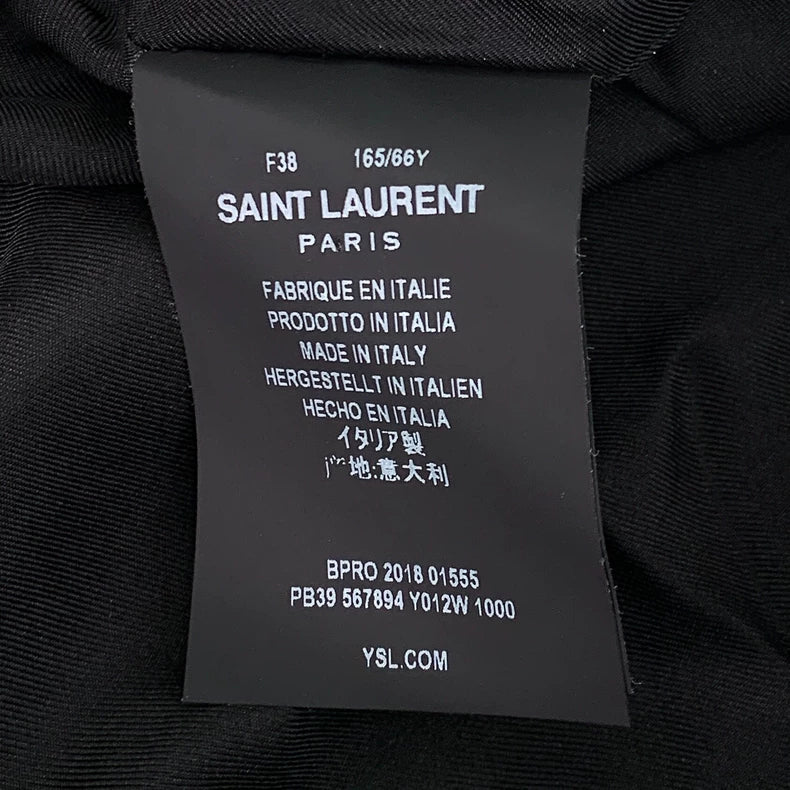 F38 165/66Y
SAINT LAURENT
PARIS
FABRIQUE EN ITALIE
PRODOTTO IN ITALIA
MADE IN ITALY
HERGESTELLT IN ITALIEN
HECHO EN ITALIA
イタリア製
地:意大利
BPRO 2018 01555
PB39 567894 Y012W 1000
YSL.COM